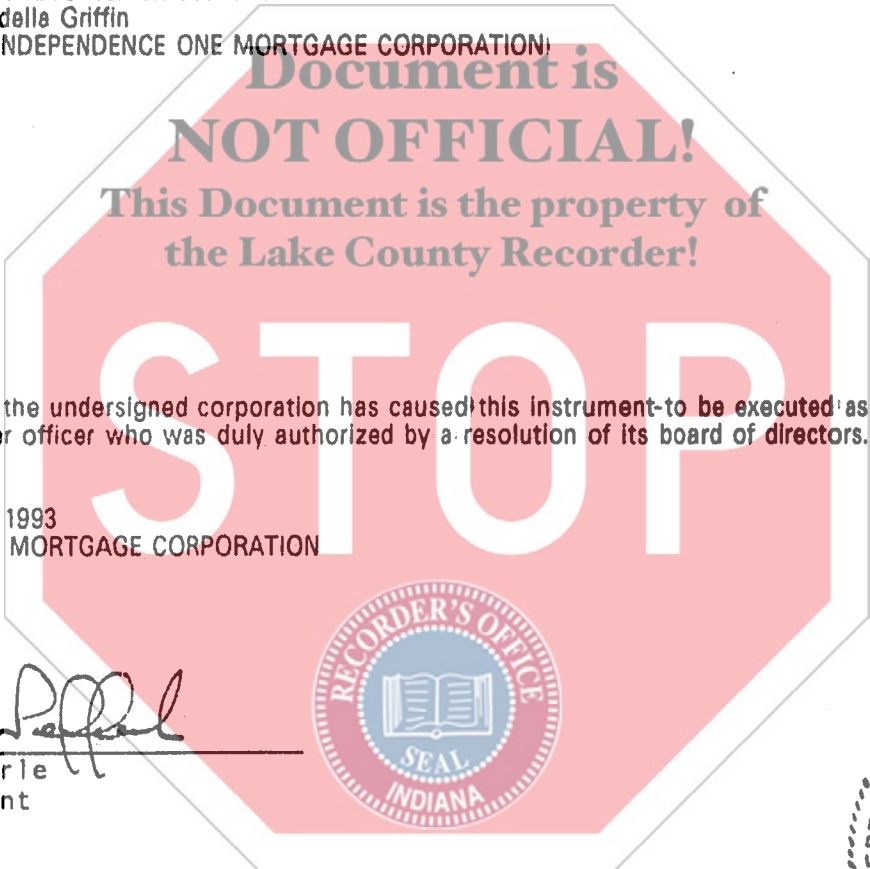 della Griffin
NDEPENDENCE ONE MORTGAGE CORPORATION
Document is
NOT OFFICIAL!
This Document is the property of
the Lake County Recorder!
STOP
the undersigned corporation has caused this instrument to be executed as
r officer who was duly authorized by a resolution of its board of directors.
1993
MORTGAGE CORPORATION
RECORDER'S OFFICE
SEAL
INDIANA
rle
nt